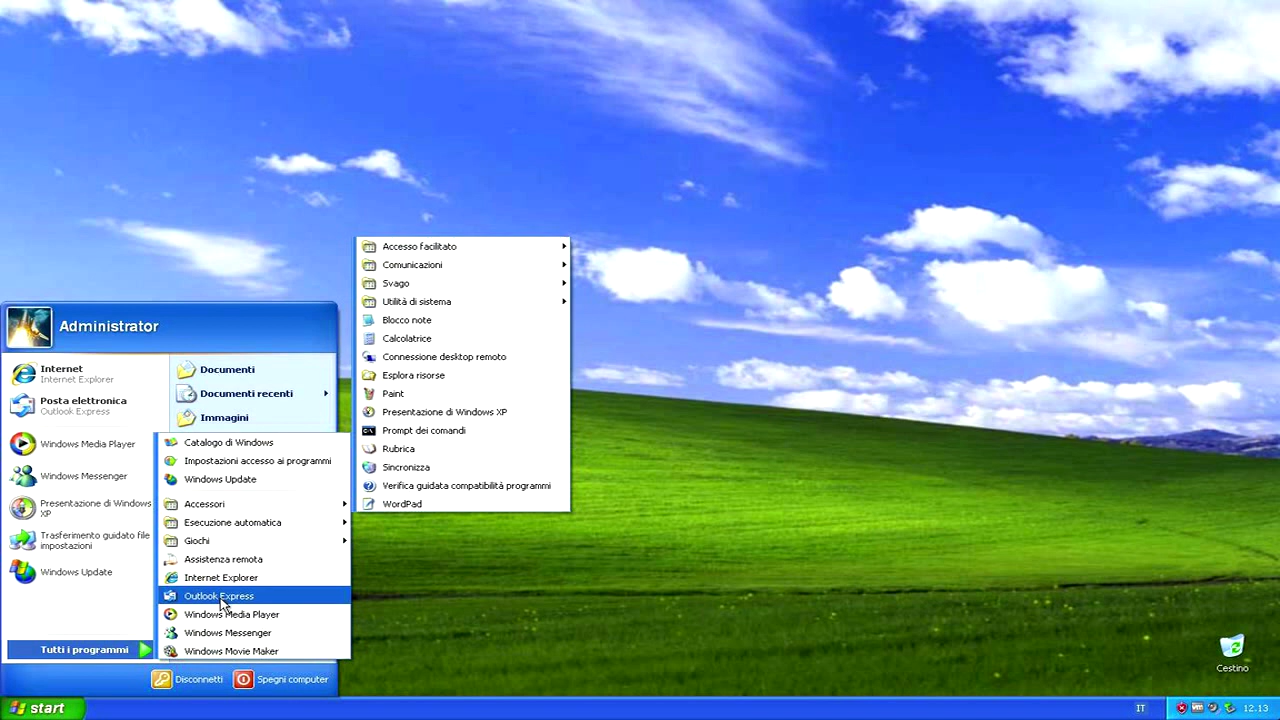 Administrator
Internet
Internet Explorer
Posta elettronica
Outlook Express
Windows Media Player
Windows Messenger
Presentazione di Windows
XP
Trasferimento guidato file
impostazioni
Windows Update
Tutti i programmi
Documenti
Documenti recenti
Immagini
Catalogo di Windows
Impostazioni accesso ai programmi
Windows Update
Accessori
Esecuzione automatica
Giochi
Assistenza remota
Internet Explorer
Outlook Express
Windows Media Player
Windows Messenger
Windows Movie Maker
Accesso facilitato
Comunicazioni
Svago
Utilità di sistema
Blocco note
Calcolatrice
Connessione desktop remoto
Esplora risorse
Paint
Presentazione di Windows XP
Prompt dei comandi
Rubrica
Sincronizza
Verifica guidata compatibilità programmi
WordPad
Disconnetti
Spegni computer
Cestino
start
IT
12.13